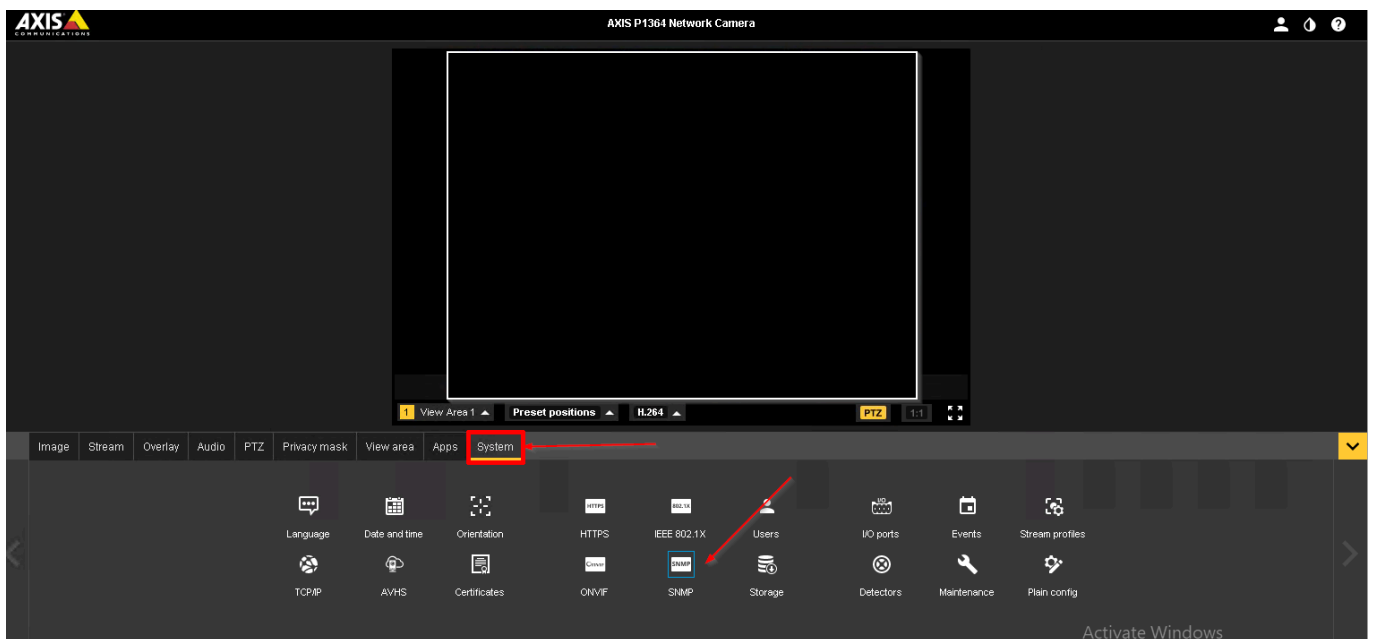 AXIS
COMMUNICATIONS
AXIS P1364 Network Camera
1 View Area 1 Preset positions H.264 PTZ 1:1
Image Stream Overlay Audio PTZ Privacy mask View area Apps System
HTTPS 802.1X I/O
Language Date and time Orientation HTTPS IEEE 802.1X Users I/O ports Events Stream profiles
ONVIF SNMP
TCP/IP AVHS Certificates ONVIF SNMP Storage Detectors Maintenance Plain config
Activate Windows